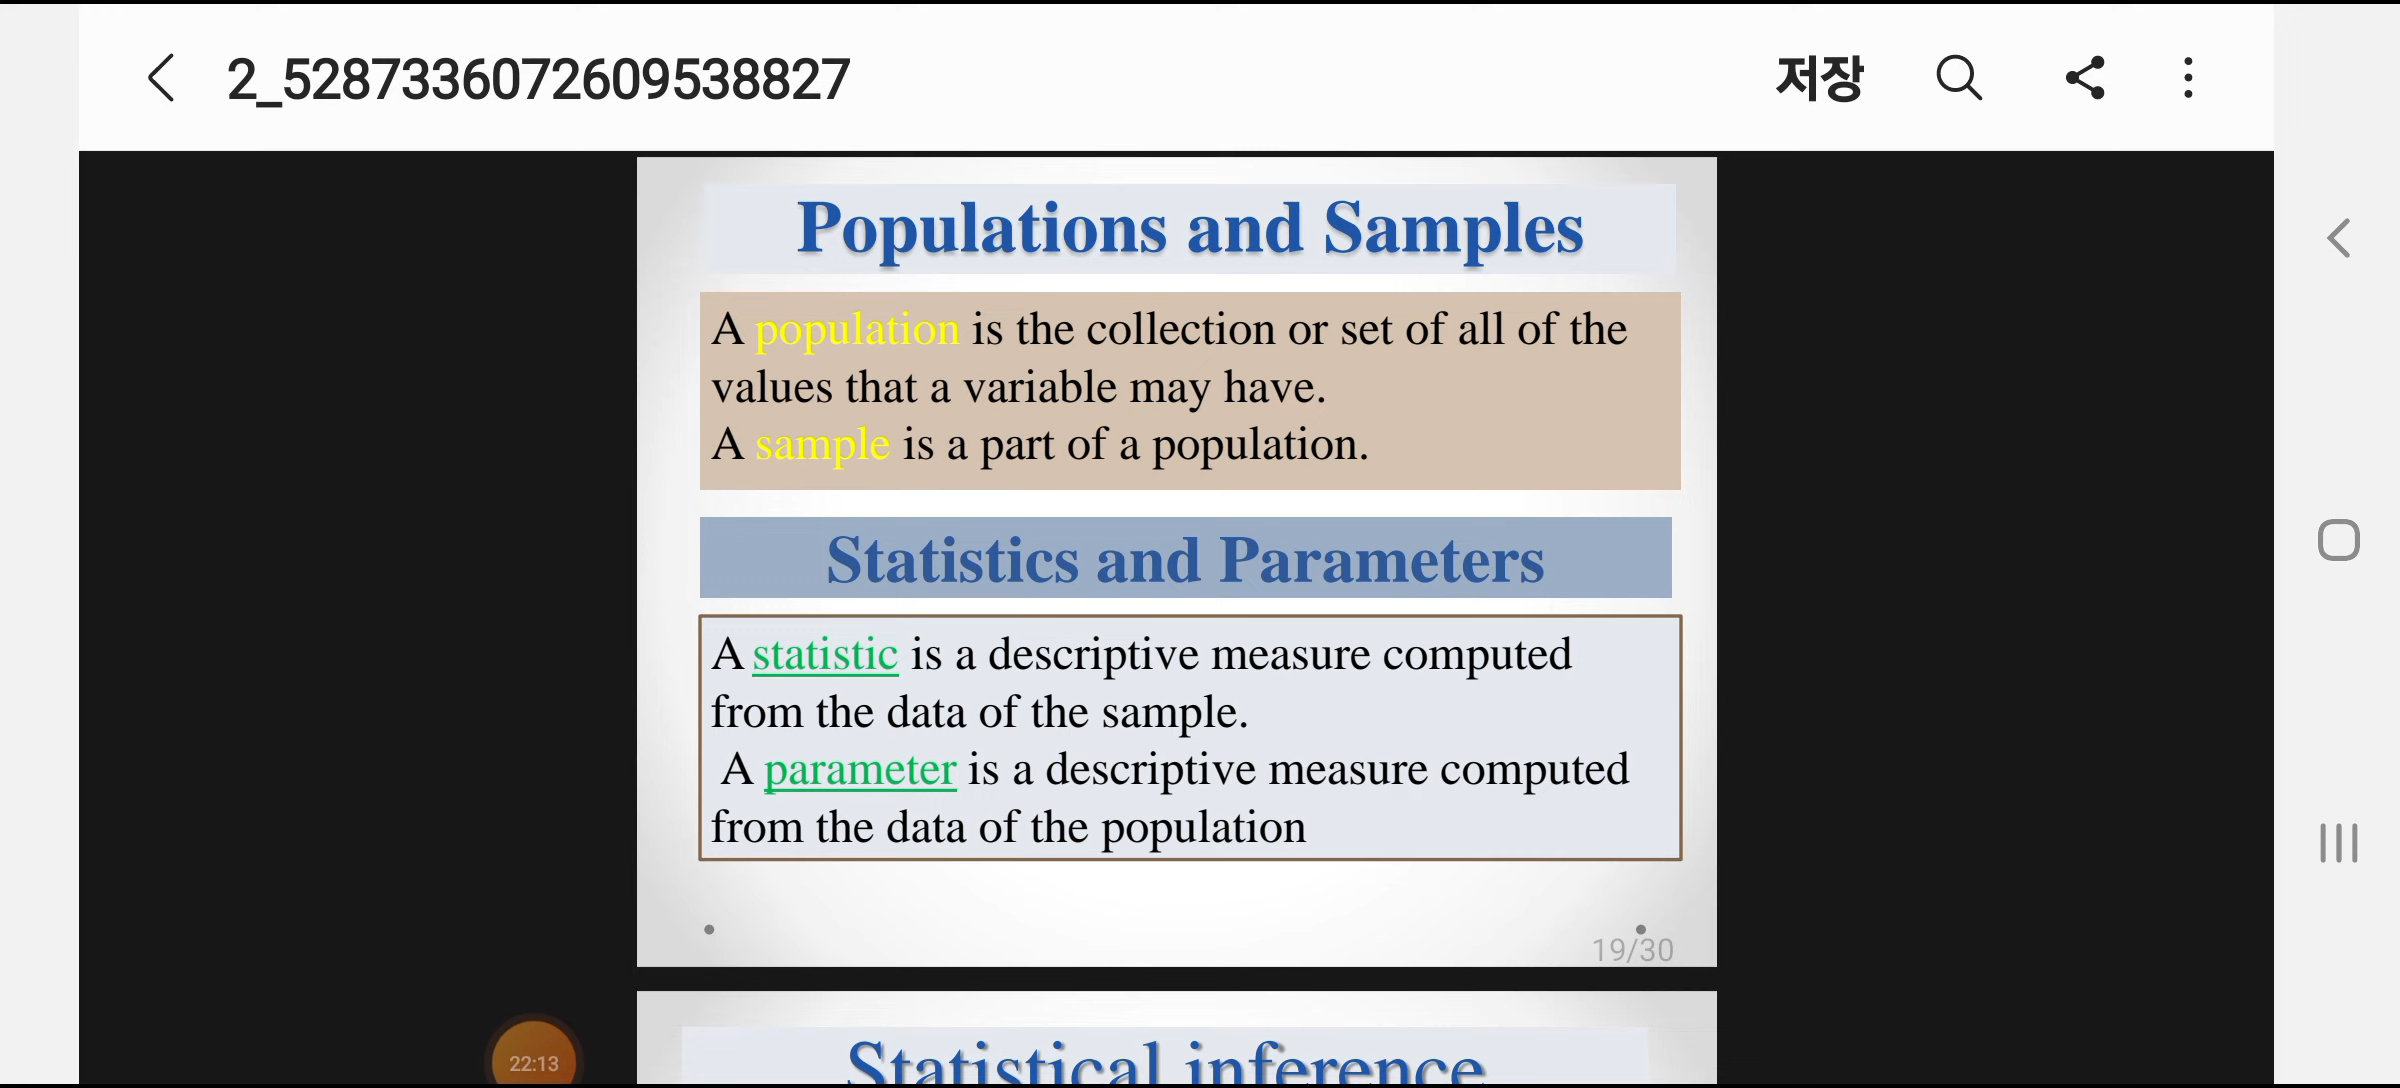 2_5287336072609538827
저장
Populations and Samples
A population is the collection or set of all of the
values that a variable may have.
A sample is a part of a population.
Statistics and Parameters
A statistic is a descriptive measure computed
from the data of the sample.
A parameter is a descriptive measure computed
from the data of the population
19/30
22:13
Statistical inference